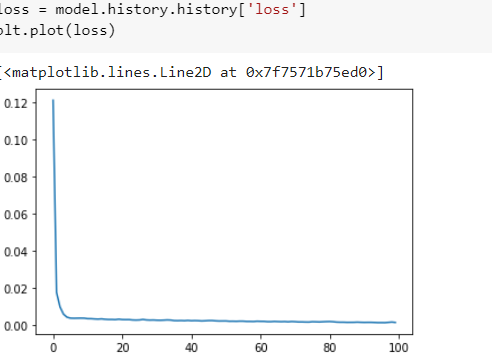 loss = model.history.history['loss']
plt.plot(loss)
[<matplotlib.lines.Line2D at 0x7f7571b75ed0>]
0.12
0.10
0.08
0.06
0.04
0.02
0.00
0 20 40 60 80 100